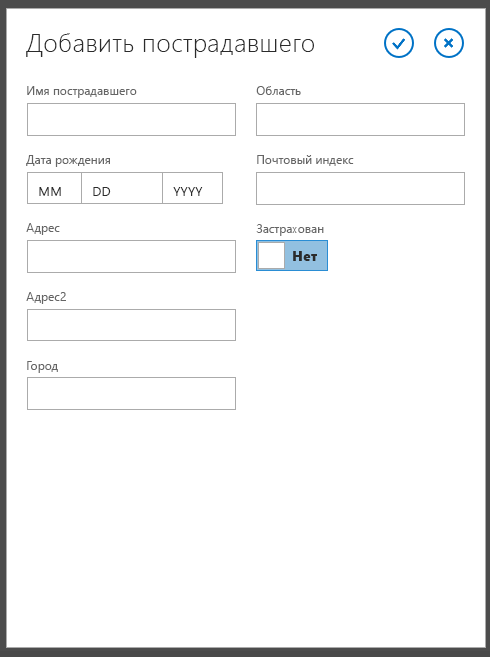 Добавить пострадавшего
Имя пострадавшего
Дата рождения
MM DD YYYY
Адрес
Адрес2
Город
Область
Почтовый индекс
Застрахован
Нет